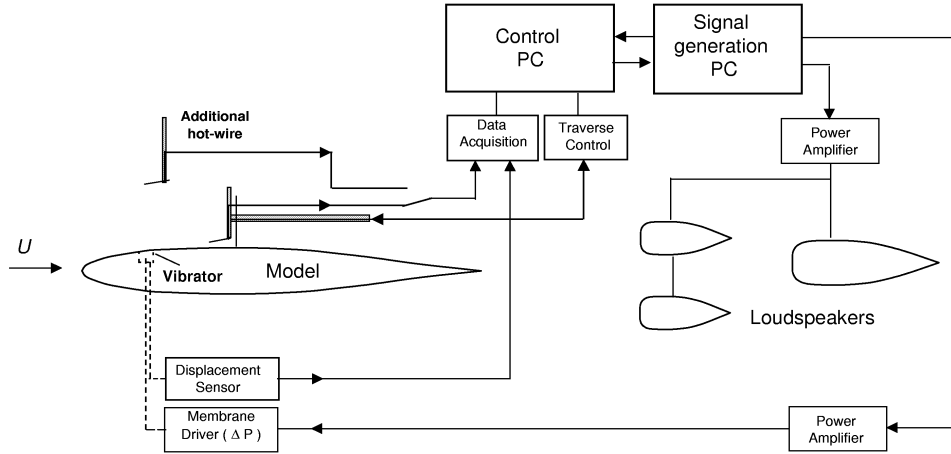 Control
PC
Signal
generation
PC
Additional
hot-wire
Data
Acquisition
Traverse
Control
Power
Amplifier
U
Vibrator
Model
Loudspeakers
Displacement
Sensor
Membrane
Driver ( Δ P )
Power
Amplifier